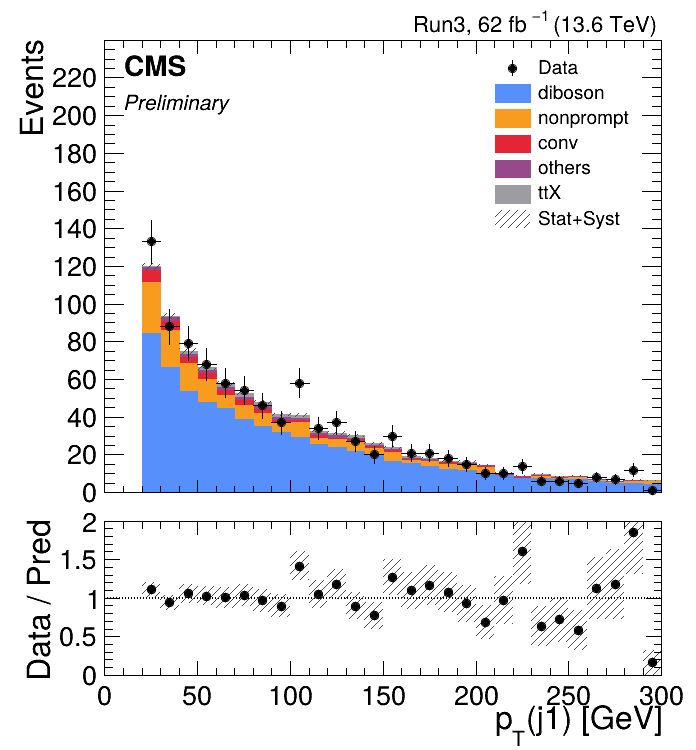 Run3, 62 fb⁻¹ (13.6 TeV)
CMS
Preliminary
Events
220
200
180
160
140
120
100
80
60
40
20
0
Data
diboson
nonprompt
conv
others
ttX
Stat+Syst
Data / Pred
2
1.5
1
0.5
0
0 50 100 150 200 250 300
p_T(j1) [GeV]